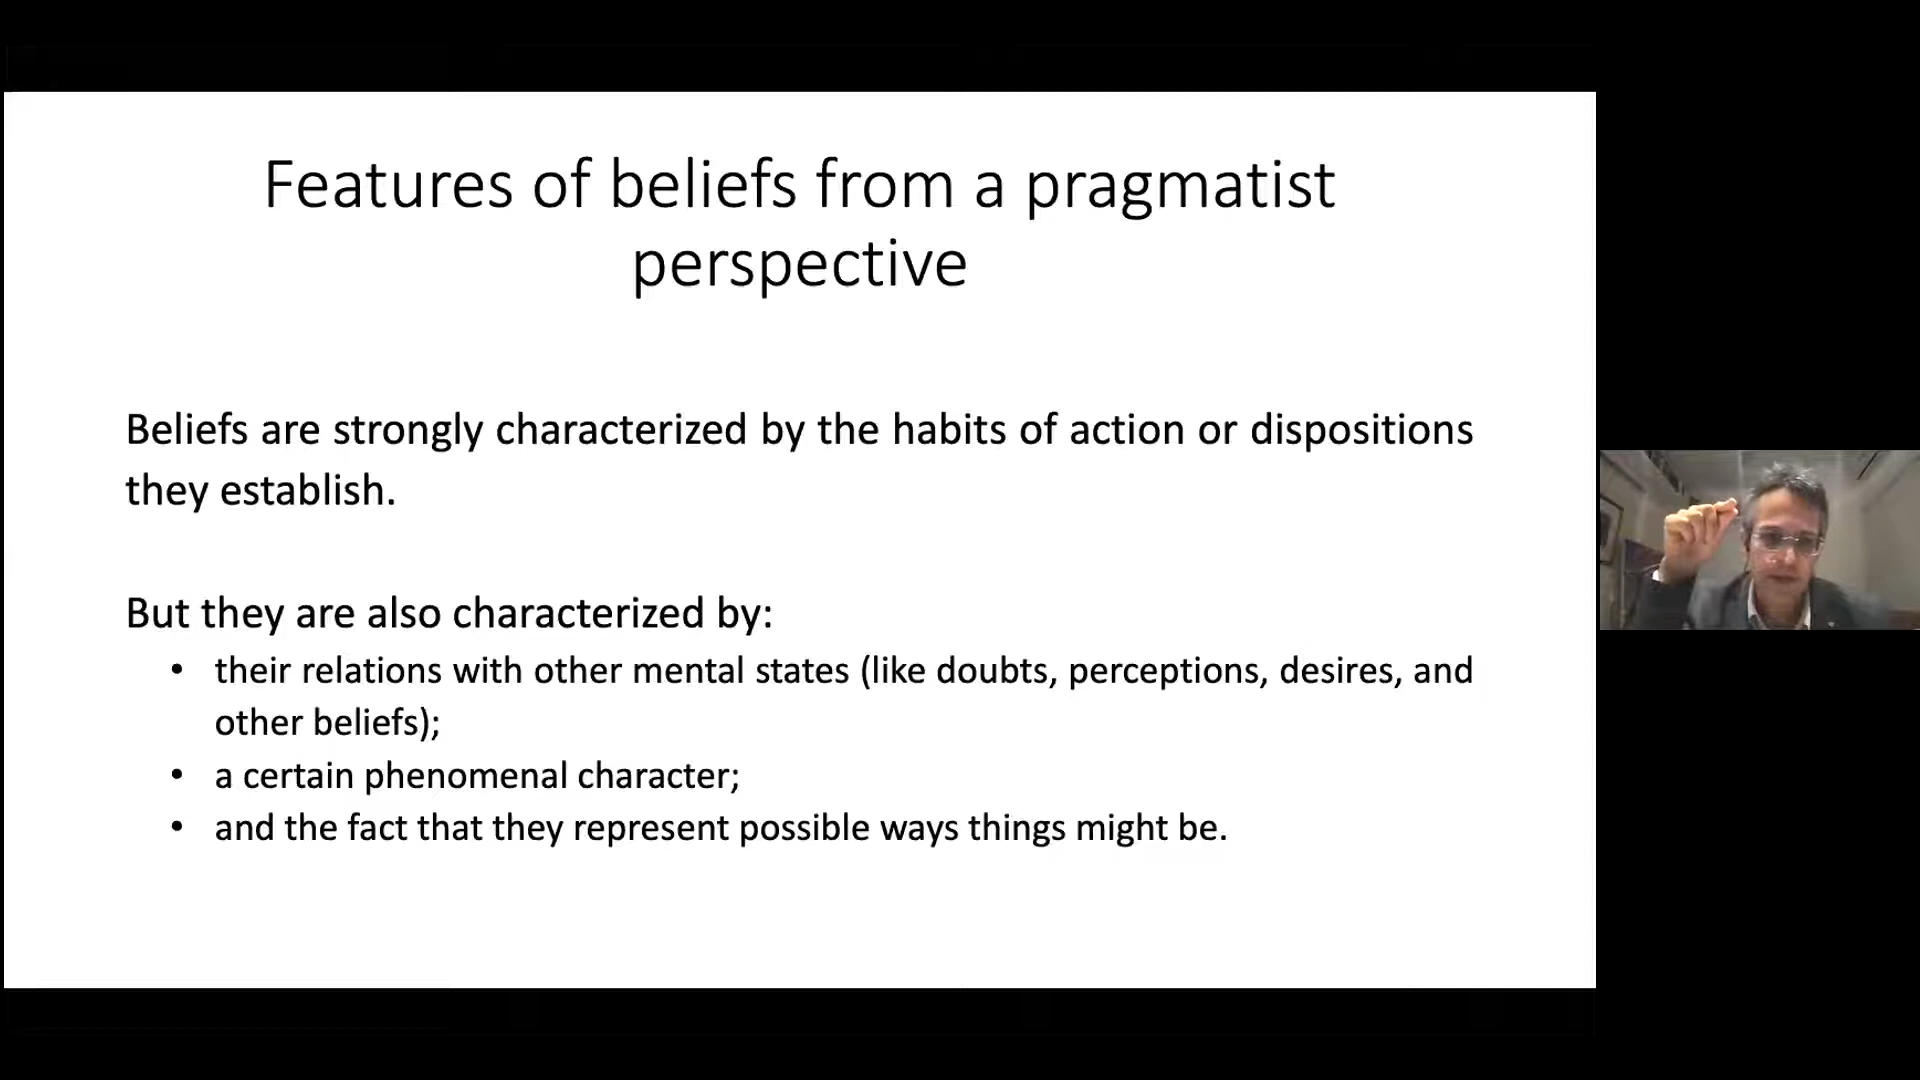 Features of beliefs from a pragmatist
perspective
Beliefs are strongly characterized by the habits of action or dispositions
they establish.
But they are also characterized by:
• their relations with other mental states (like doubts, perceptions, desires, and
other beliefs);
• a certain phenomenal character;
• and the fact that they represent possible ways things might be.